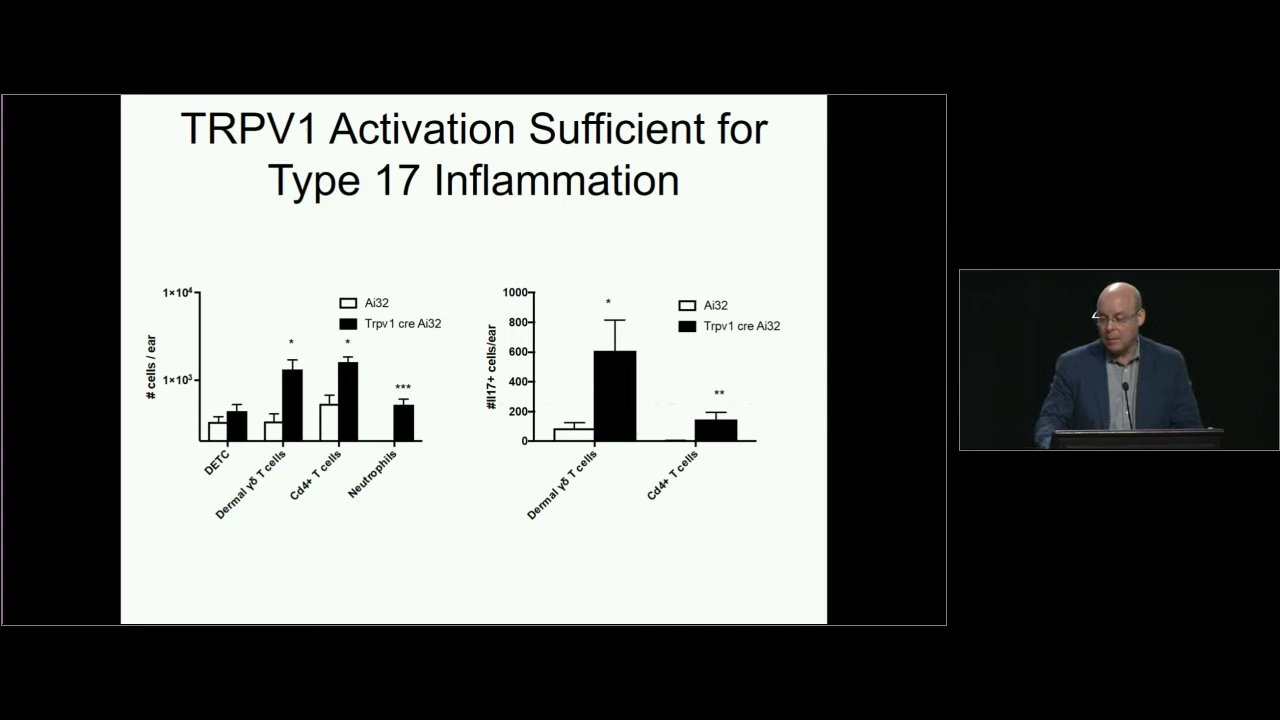 TRPV1 Activation Sufficient for
Type 17 Inflammation
1×10⁴
1×10³
# cells / ear
Ai32
Trpv1 cre Ai32
*
*
***
DETC
Dermal γδ T cells
Cd4+ T cells
Neutrophils
1000
800
600
400
200
0
#Il17+ cells/ear
Ai32
Trpv1 cre Ai32
*
**
Dermal γδ T cells
Cd4+ T cells